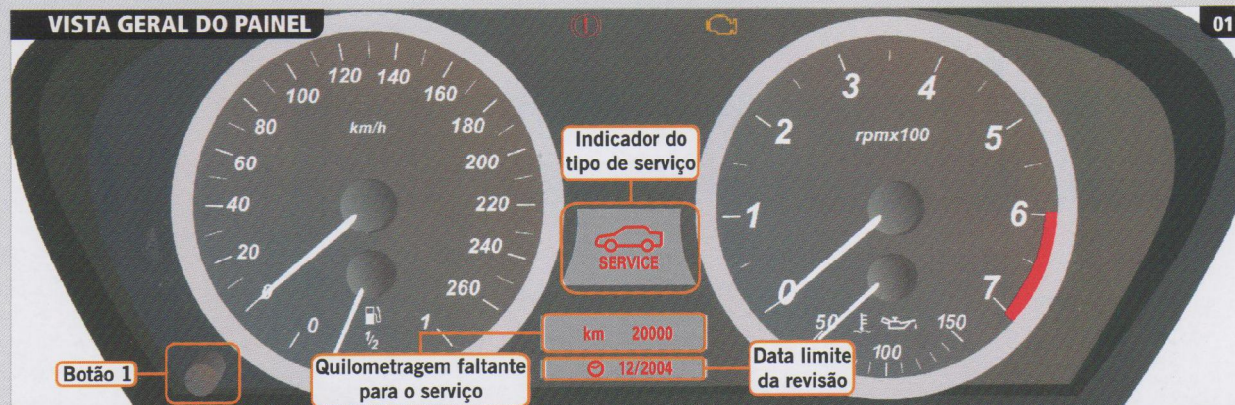 VISTA GERAL DO PAINEL
01
km/h
0
20
40
60
80
100
120
140
160
180
200
220
240
260
0
1/2
1
Indicador do
tipo de serviço
SERVICE
km 20000
12/2004
rpmx100
0
1
2
3
4
5
6
7
50
100
150
Botão 1
Quilometragem faltante
para o serviço
Data limite
da revisão